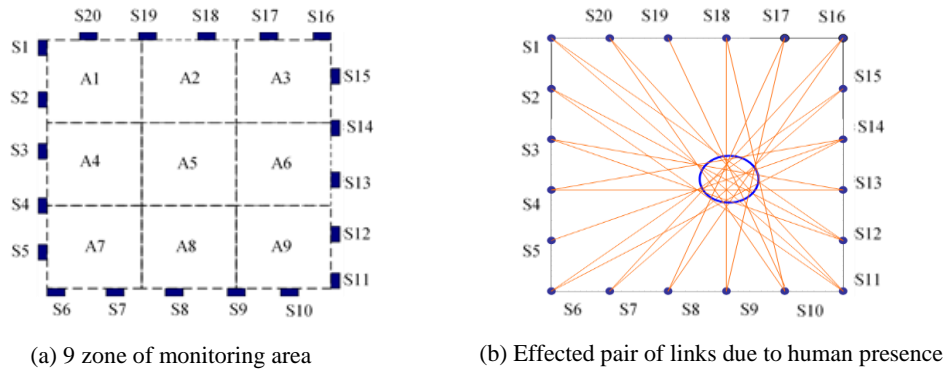 S20 S19 S18 S17 S16
S1
A1 A2 A3
S15
S2
S14
S3
A4 A5 A6
S13
S4
S12
S5
A7 A8 A9
S11
S6 S7 S8 S9 S10
(a) 9 zone of monitoring area
S20 S19 S18 S17 S16
S1
S15
S2
S14
S3
S13
S4
S12
S5
S11
S6 S7 S8 S9 S10
(b) Effected pair of links due to human presence